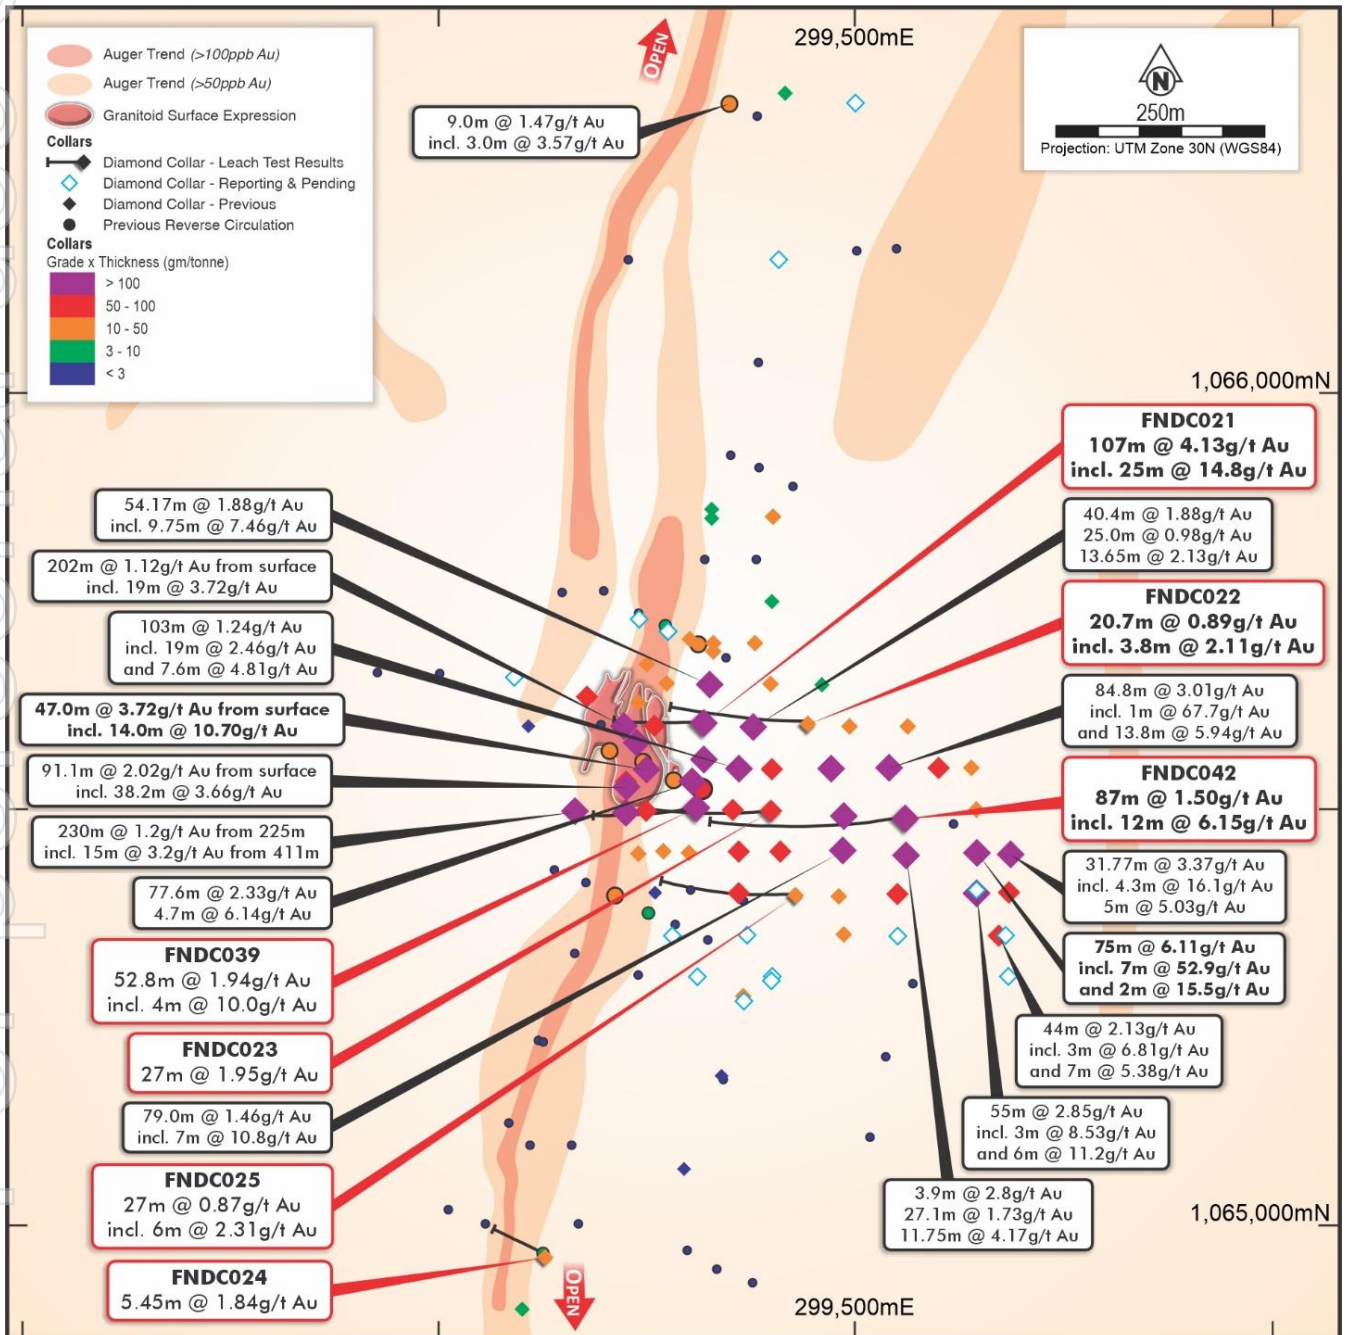 OPEN
299,500mE
Auger Trend (>100ppb Au)
Auger Trend (>50ppb Au)
Granitoid Surface Expression
Collars
Diamond Collar - Leach Test Results
Diamond Collar - Reporting & Pending
Diamond Collar - Previous
Previous Reverse Circulation
Collars
Grade x Thickness (gm/tonne)
> 100
50 - 100
10 - 50
3 - 10
< 3
9.0m @ 1.47g/t Au
incl. 3.0m @ 3.57g/t Au
N
250m
Projection: UTM Zone 30N (WGS84)
1,066,000mN
54.17m @ 1.88g/t Au
incl. 9.75m @ 7.46g/t Au
202m @ 1.12g/t Au from surface
incl. 19m @ 3.72g/t Au
103m @ 1.24g/t Au
incl. 19m @ 2.46g/t Au
and 7.6m @ 4.81g/t Au
47.0m @ 3.72g/t Au from surface
incl. 14.0m @ 10.70g/t Au
91.1m @ 2.02g/t Au from surface
incl. 38.2m @ 3.66g/t Au
230m @ 1.2g/t Au from 225m
incl. 15m @ 3.2g/t Au from 411m
77.6m @ 2.33g/t Au
4.7m @ 6.14g/t Au
FNDC039
52.8m @ 1.94g/t Au
incl. 4m @ 10.0g/t Au
FNDC023
27m @ 1.95g/t Au
79.0m @ 1.46g/t Au
incl. 7m @ 10.8g/t Au
FNDC025
27m @ 0.87g/t Au
incl. 6m @ 2.31g/t Au
FNDC024
5.45m @ 1.84g/t Au
FNDC021
107m @ 4.13g/t Au
incl. 25m @ 14.8g/t Au
40.4m @ 1.88g/t Au
25.0m @ 0.98g/t Au
13.65m @ 2.13g/t Au
FNDC022
20.7m @ 0.89g/t Au
incl. 3.8m @ 2.11g/t Au
84.8m @ 3.01g/t Au
incl. 1m @ 67.7g/t Au
and 13.8m @ 5.94g/t Au
FNDC042
87m @ 1.50g/t Au
incl. 12m @ 6.15g/t Au
31.77m @ 3.37g/t Au
incl. 4.3m @ 16.1g/t Au
5m @ 5.03g/t Au
75m @ 6.11g/t Au
incl. 7m @ 52.9g/t Au
and 2m @ 15.5g/t Au
44m @ 2.13g/t Au
incl. 3m @ 6.81g/t Au
and 7m @ 5.38g/t Au
55m @ 2.85g/t Au
incl. 3m @ 8.53g/t Au
and 6m @ 11.2g/t Au
3.9m @ 2.8g/t Au
27.1m @ 1.73g/t Au
11.75m @ 4.17g/t Au
1,065,000mN
OPEN
299,500mE